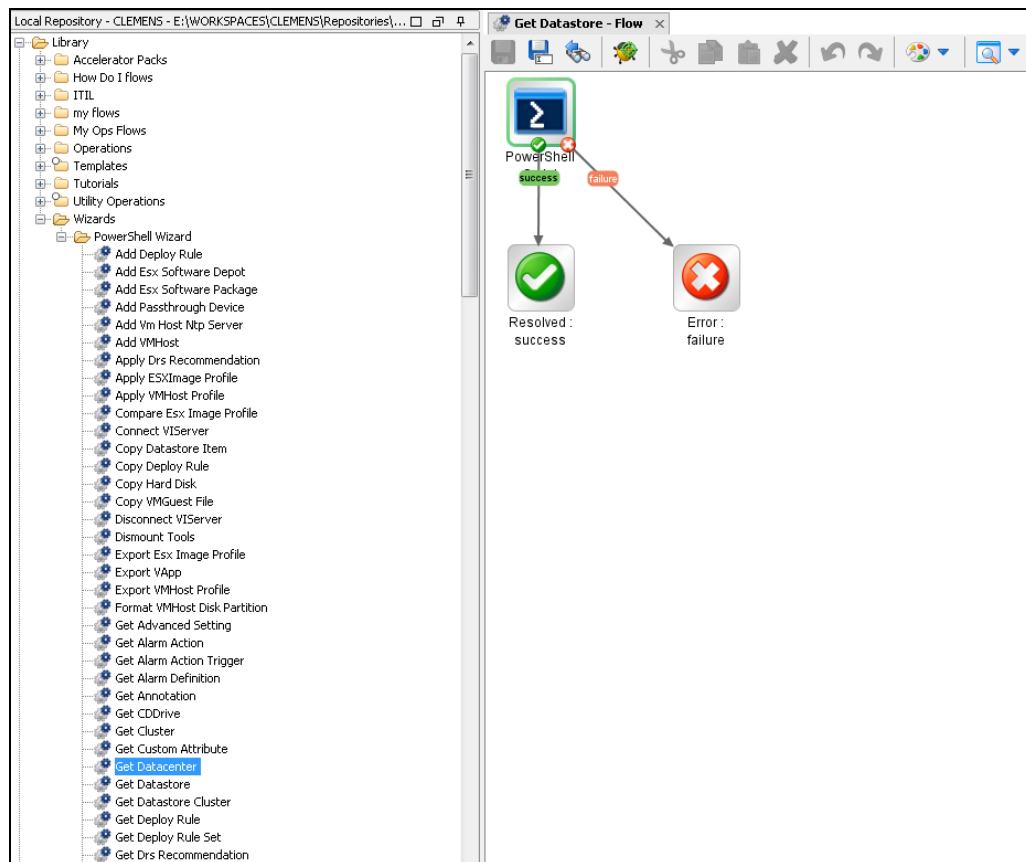 Local Repository - CLEMENS - E:\WORKSPACES\CLEMENS\Repositories\...
Library
Accelerator Packs
How Do I flows
ITIL
my flows
My Ops Flows
Operations
Templates
Tutorials
Utility Operations
Wizards
PowerShell Wizard
Add Deploy Rule
Add Esx Software Depot
Add Esx Software Package
Add Passthrough Device
Add Vm Host Ntp Server
Add VMHost
Apply Drs Recommendation
Apply ESXImage Profile
Apply VMHost Profile
Compare Esx Image Profile
Connect VIServer
Copy Datastore Item
Copy Deploy Rule
Copy Hard Disk
Copy VMGuest File
Disconnect VIServer
Dismount Tools
Export Esx Image Profile
Export VApp
Export VMHost Profile
Format VMHost Disk Partition
Get Advanced Setting
Get Alarm Action
Get Alarm Action Trigger
Get Alarm Definition
Get Annotation
Get CDDrive
Get Cluster
Get Custom Attribute
Get Datacenter
Get Datastore
Get Datastore Cluster
Get Deploy Rule
Get Deploy Rule Set
Get Drs Recommendation
Get Datastore - Flow
PowerShell
success
failure
Resolved :
success
Error :
failure